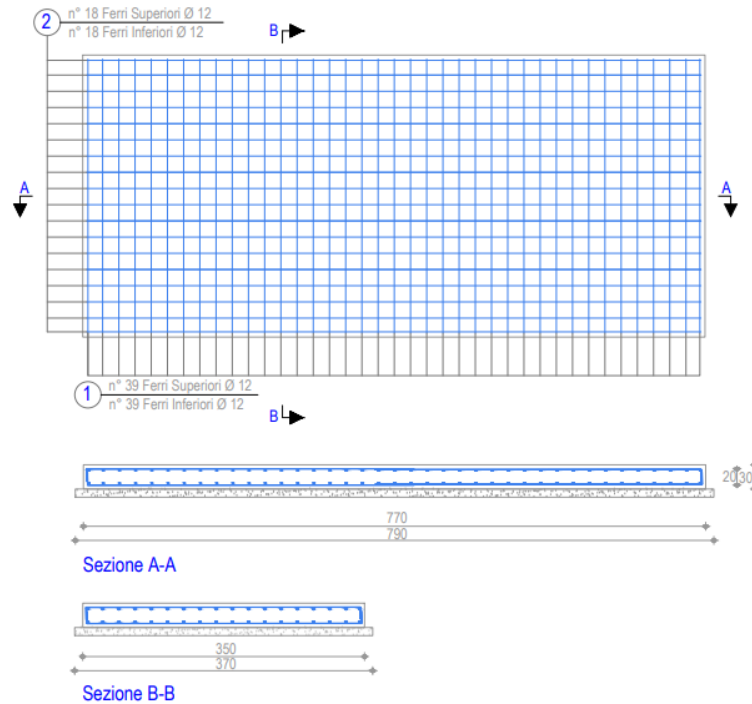 2
n° 18 Ferri Superiori Ø 12
n° 18 Ferri Inferiori Ø 12
B
A
A
1
n° 39 Ferri Superiori Ø 12
n° 39 Ferri Inferiori Ø 12
B
20
30
770
790
Sezione A-A
350
370
Sezione B-B